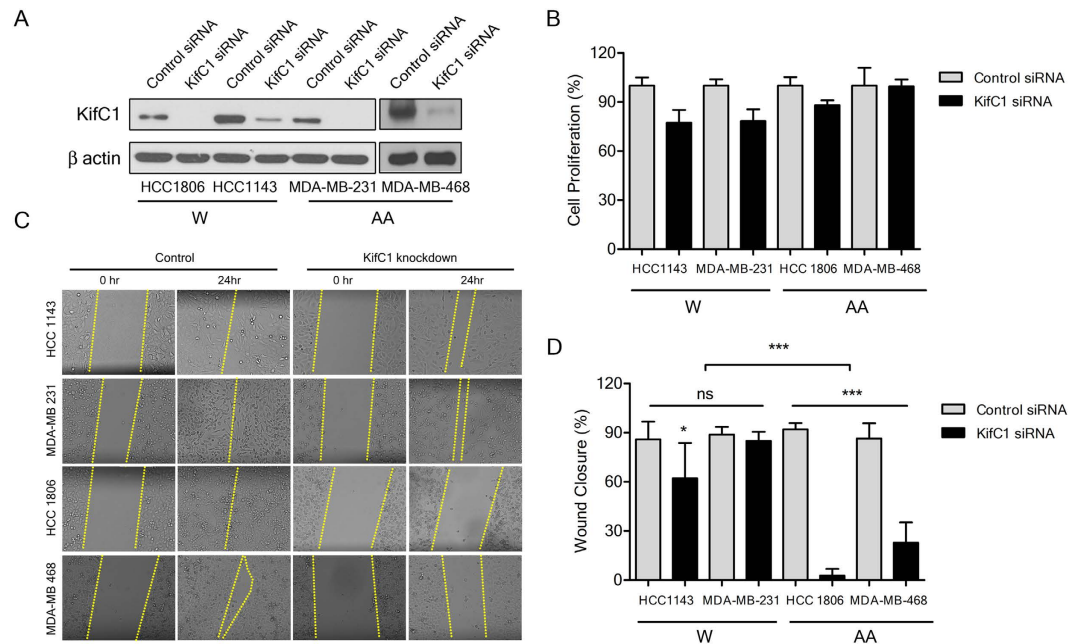 A
Control siRNA
KifC1 siRNA
Control siRNA
KifC1 siRNA
Control siRNA
KifC1 siRNA
Control siRNA
KifC1 siRNA
KifC1
β actin
HCC1806 HCC1143 MDA-MB-231 MDA-MB-468
W AA
B
Cell Proliferation (%)
120
90
60
30
0
Control siRNA
KifC1 siRNA
HCC1143 MDA-MB-231 HCC 1806 MDA-MB-468
W AA
C
Control KifC1 knockdown
0 hr 24hr 0 hr 24hr
HCC 1143
MDA-MB 231
HCC 1806
MDA-MB 468
D
Wound Closure (%)
120
90
60
30
0
***
ns ***
*
Control siRNA
KifC1 siRNA
HCC1143 MDA-MB-231 HCC 1806 MDA-MB-468
W AA